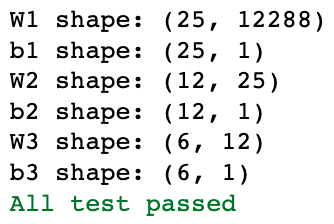 W1 shape: (25, 12288)
b1 shape: (25, 1)
W2 shape: (12, 25)
b2 shape: (12, 1)
W3 shape: (6, 12)
b3 shape: (6, 1)
All test passed